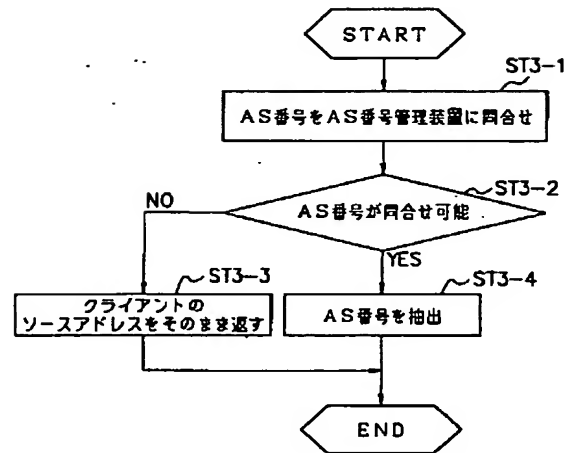 START
ST3-1
AS番号をAS番号管理装置に問合せ
ST3-2
AS番号が問合せ可能
NO
YES
ST3-3
クライアントの
ソースアドレスをそのまま返す
ST3-4
AS番号を抽出
END